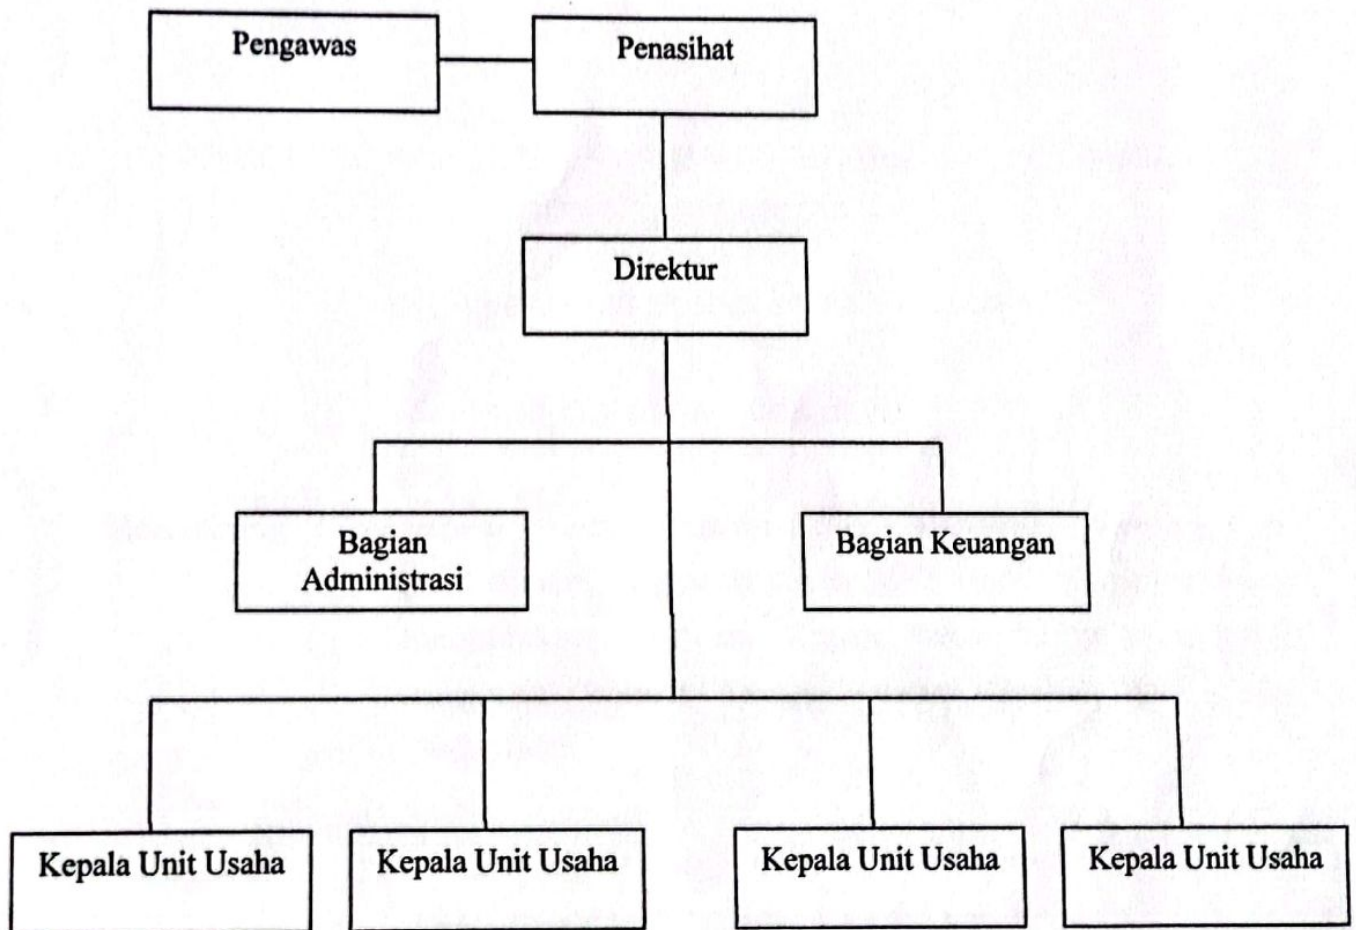 Pengawas
Penasihat
Direktur
Bagian
Administrasi
Bagian Keuangan
Kepala Unit Usaha
Kepala Unit Usaha
Kepala Unit Usaha
Kepala Unit Usaha